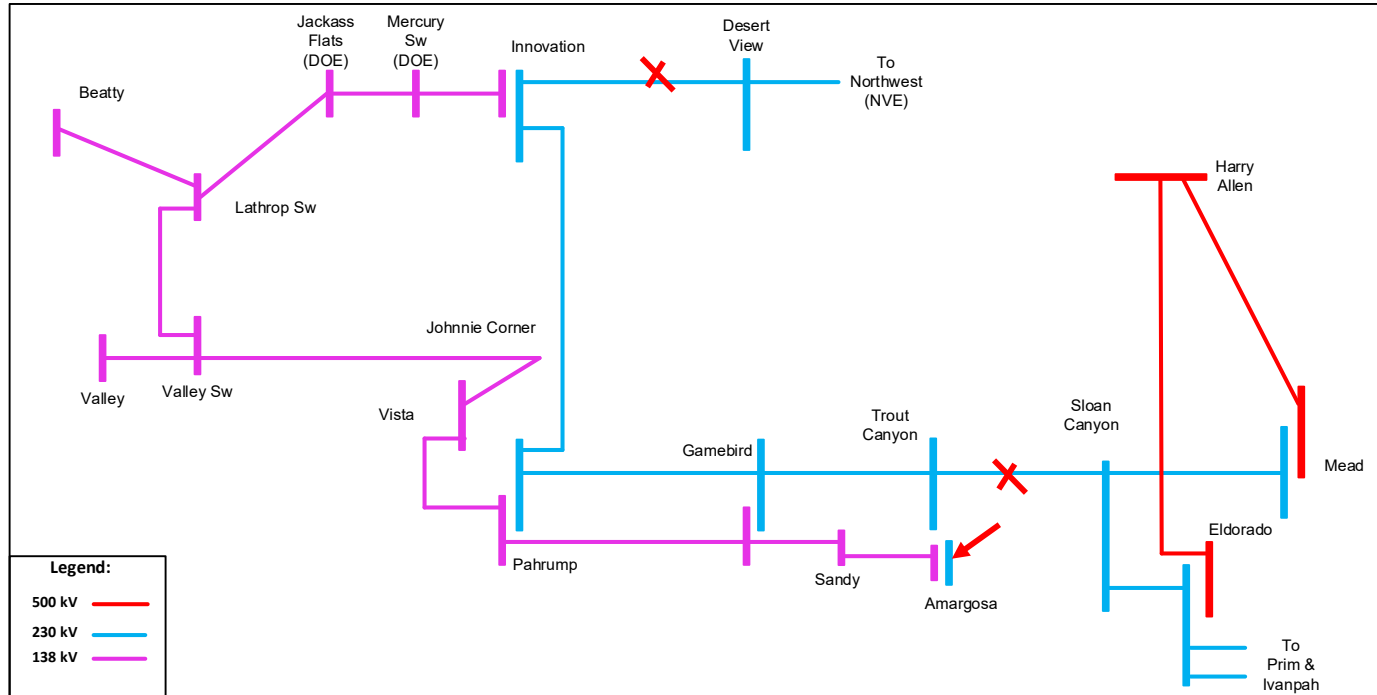 Jackass
Flats
(DOE)
Mercury
Sw
(DOE)
Innovation
Desert
View
To
Northwest
(NVE)
Beatty
Harry
Allen
Lathrop Sw
Johnnie Corner
Valley
Valley Sw
Vista
Gamebird
Trout
Canyon
Sloan
Canyon
Mead
Eldorado
Pahrump
Sandy
Amargosa
To
Prim &
Ivanpah
Legend:
500 kV
230 kV
138 kV